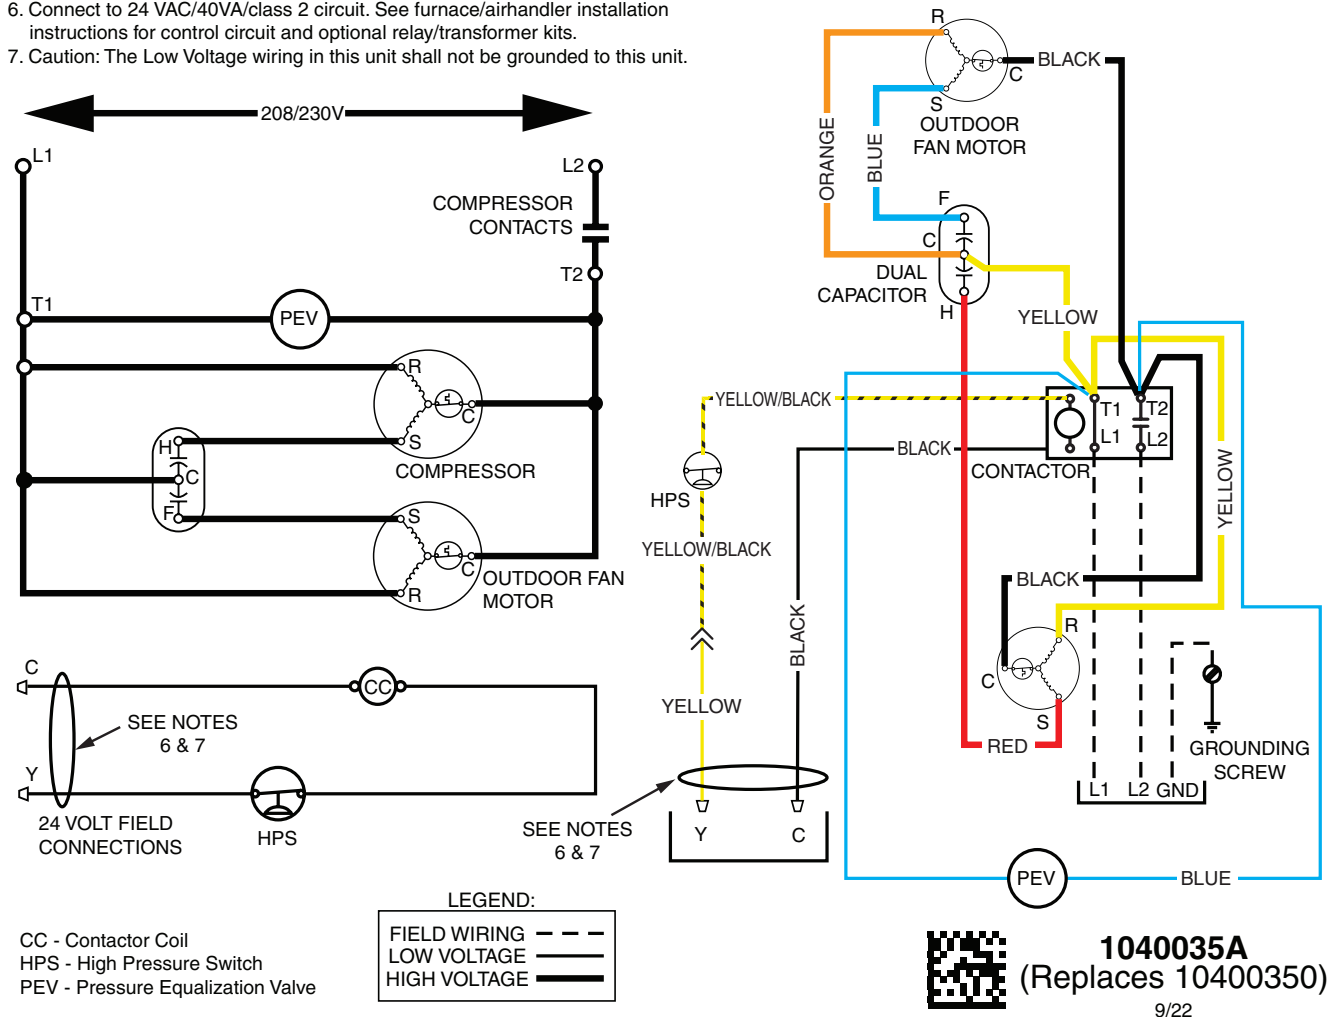 6. Connect to 24 VAC/40VA/class 2 circuit. See furnace/airhandler installation
instructions for control circuit and optional relay/transformer kits.
7. Caution: The Low Voltage wiring in this unit shall not be grounded to this unit.
208/230V
L1
L2
COMPRESSOR
CONTACTS
T2
T1
PEV
R
C
S
COMPRESSOR
H
C
F
S
C
R
OUTDOOR FAN
MOTOR
C
CC
SEE NOTES
6 & 7
Y
24 VOLT FIELD
CONNECTIONS
HPS
R
C
BLACK
S
OUTDOOR
FAN MOTOR
ORANGE
BLUE
F
C
DUAL
CAPACITOR
H
YELLOW
YELLOW/BLACK
T1
T2
L1
L2
BLACK
CONTACTOR
HPS
YELLOW
YELLOW/BLACK
BLACK
BLACK
R
C
S
YELLOW
RED
GROUNDING
SCREW
L1
L2
GND
SEE NOTES
6 & 7
Y
C
PEV
BLUE
LEGEND:
FIELD WIRING
LOW VOLTAGE
HIGH VOLTAGE
CC - Contactor Coil
HPS - High Pressure Switch
PEV - Pressure Equalization Valve
1040035A
(Replaces 10400350)
9/22